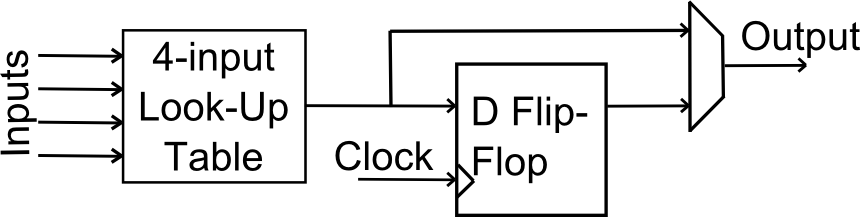 Inputs
4-input
Look-Up
Table
Clock
D Flip-
Flop
Output